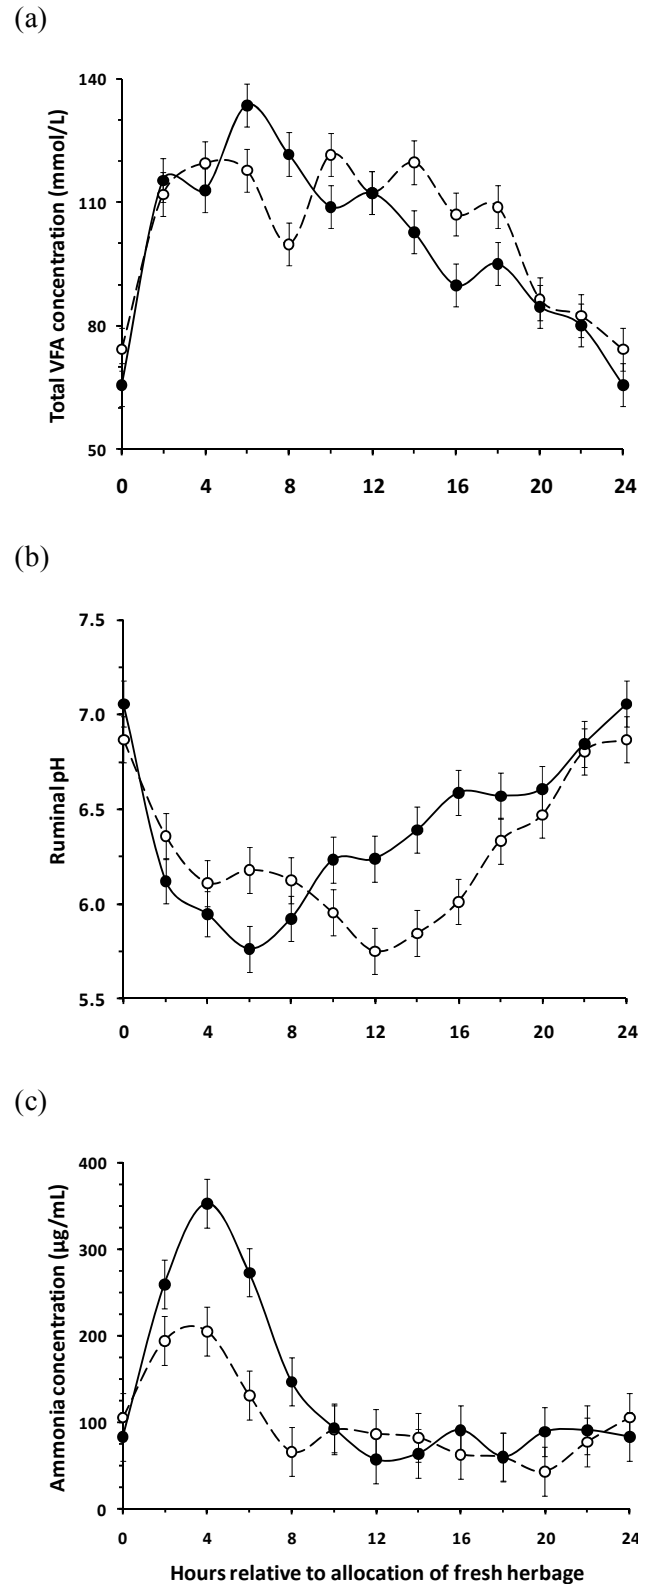 (a)
Total VFA concentration (mmol/L)
140
110
80
50
0 4 8 12 16 20 24
(b)
Ruminal pH
7.5
7.0
6.5
6.0
5.5
0 4 8 12 16 20 24
(c)
Ammonia concentration (µg/mL)
400
300
200
100
0
0 4 8 12 16 20 24
Hours relative to allocation of fresh herbage